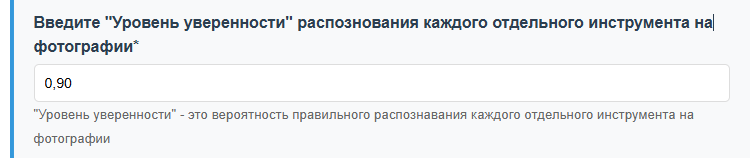 Введите "Уровень уверенности" распознования каждого отдельного инструмента на
фотографии*
0,90
"Уровень уверенности" - это вероятность правильного распознавания каждого отдельного инструмента на
фотографии